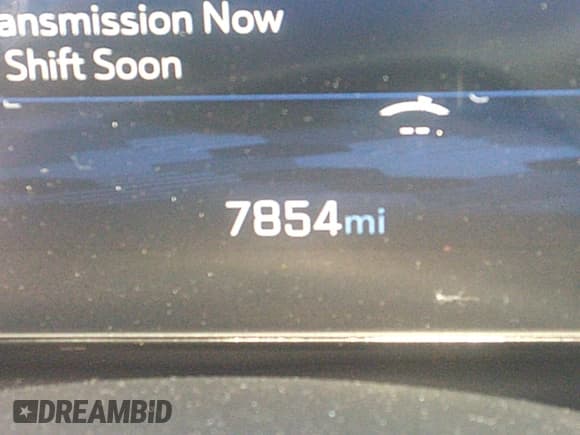 ansmission Now
Shift Soon
7854mi
DREAMBiD